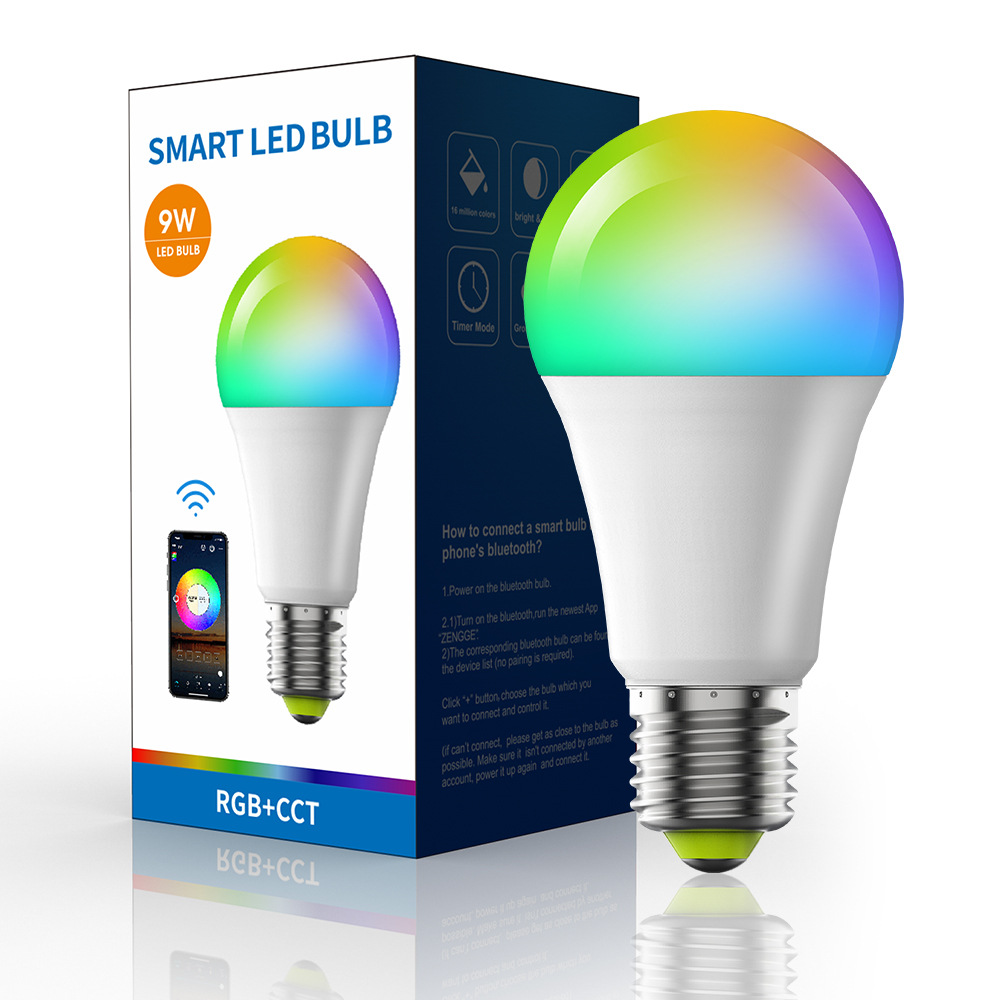 SMART LED BULB
9W
LED BULB
RGB+CCT
16 million colors
bright &
Timer Mode
How to connect a smart bulb
phone's bluetooth?
1.Power on the bluetooth bulb.
2.1)Turn on the bluetooth,run the newest App
"ZENGGE".
2)The corresponding bluetooth bulb can be found
the device list (no pairing is required).
Click "+" button, choose the bulb which you
want to connect and control it.
(if can't connect, please get as close to the bulb as
possible. Make sure it isn't connected by another
account, power it up again and connect it.